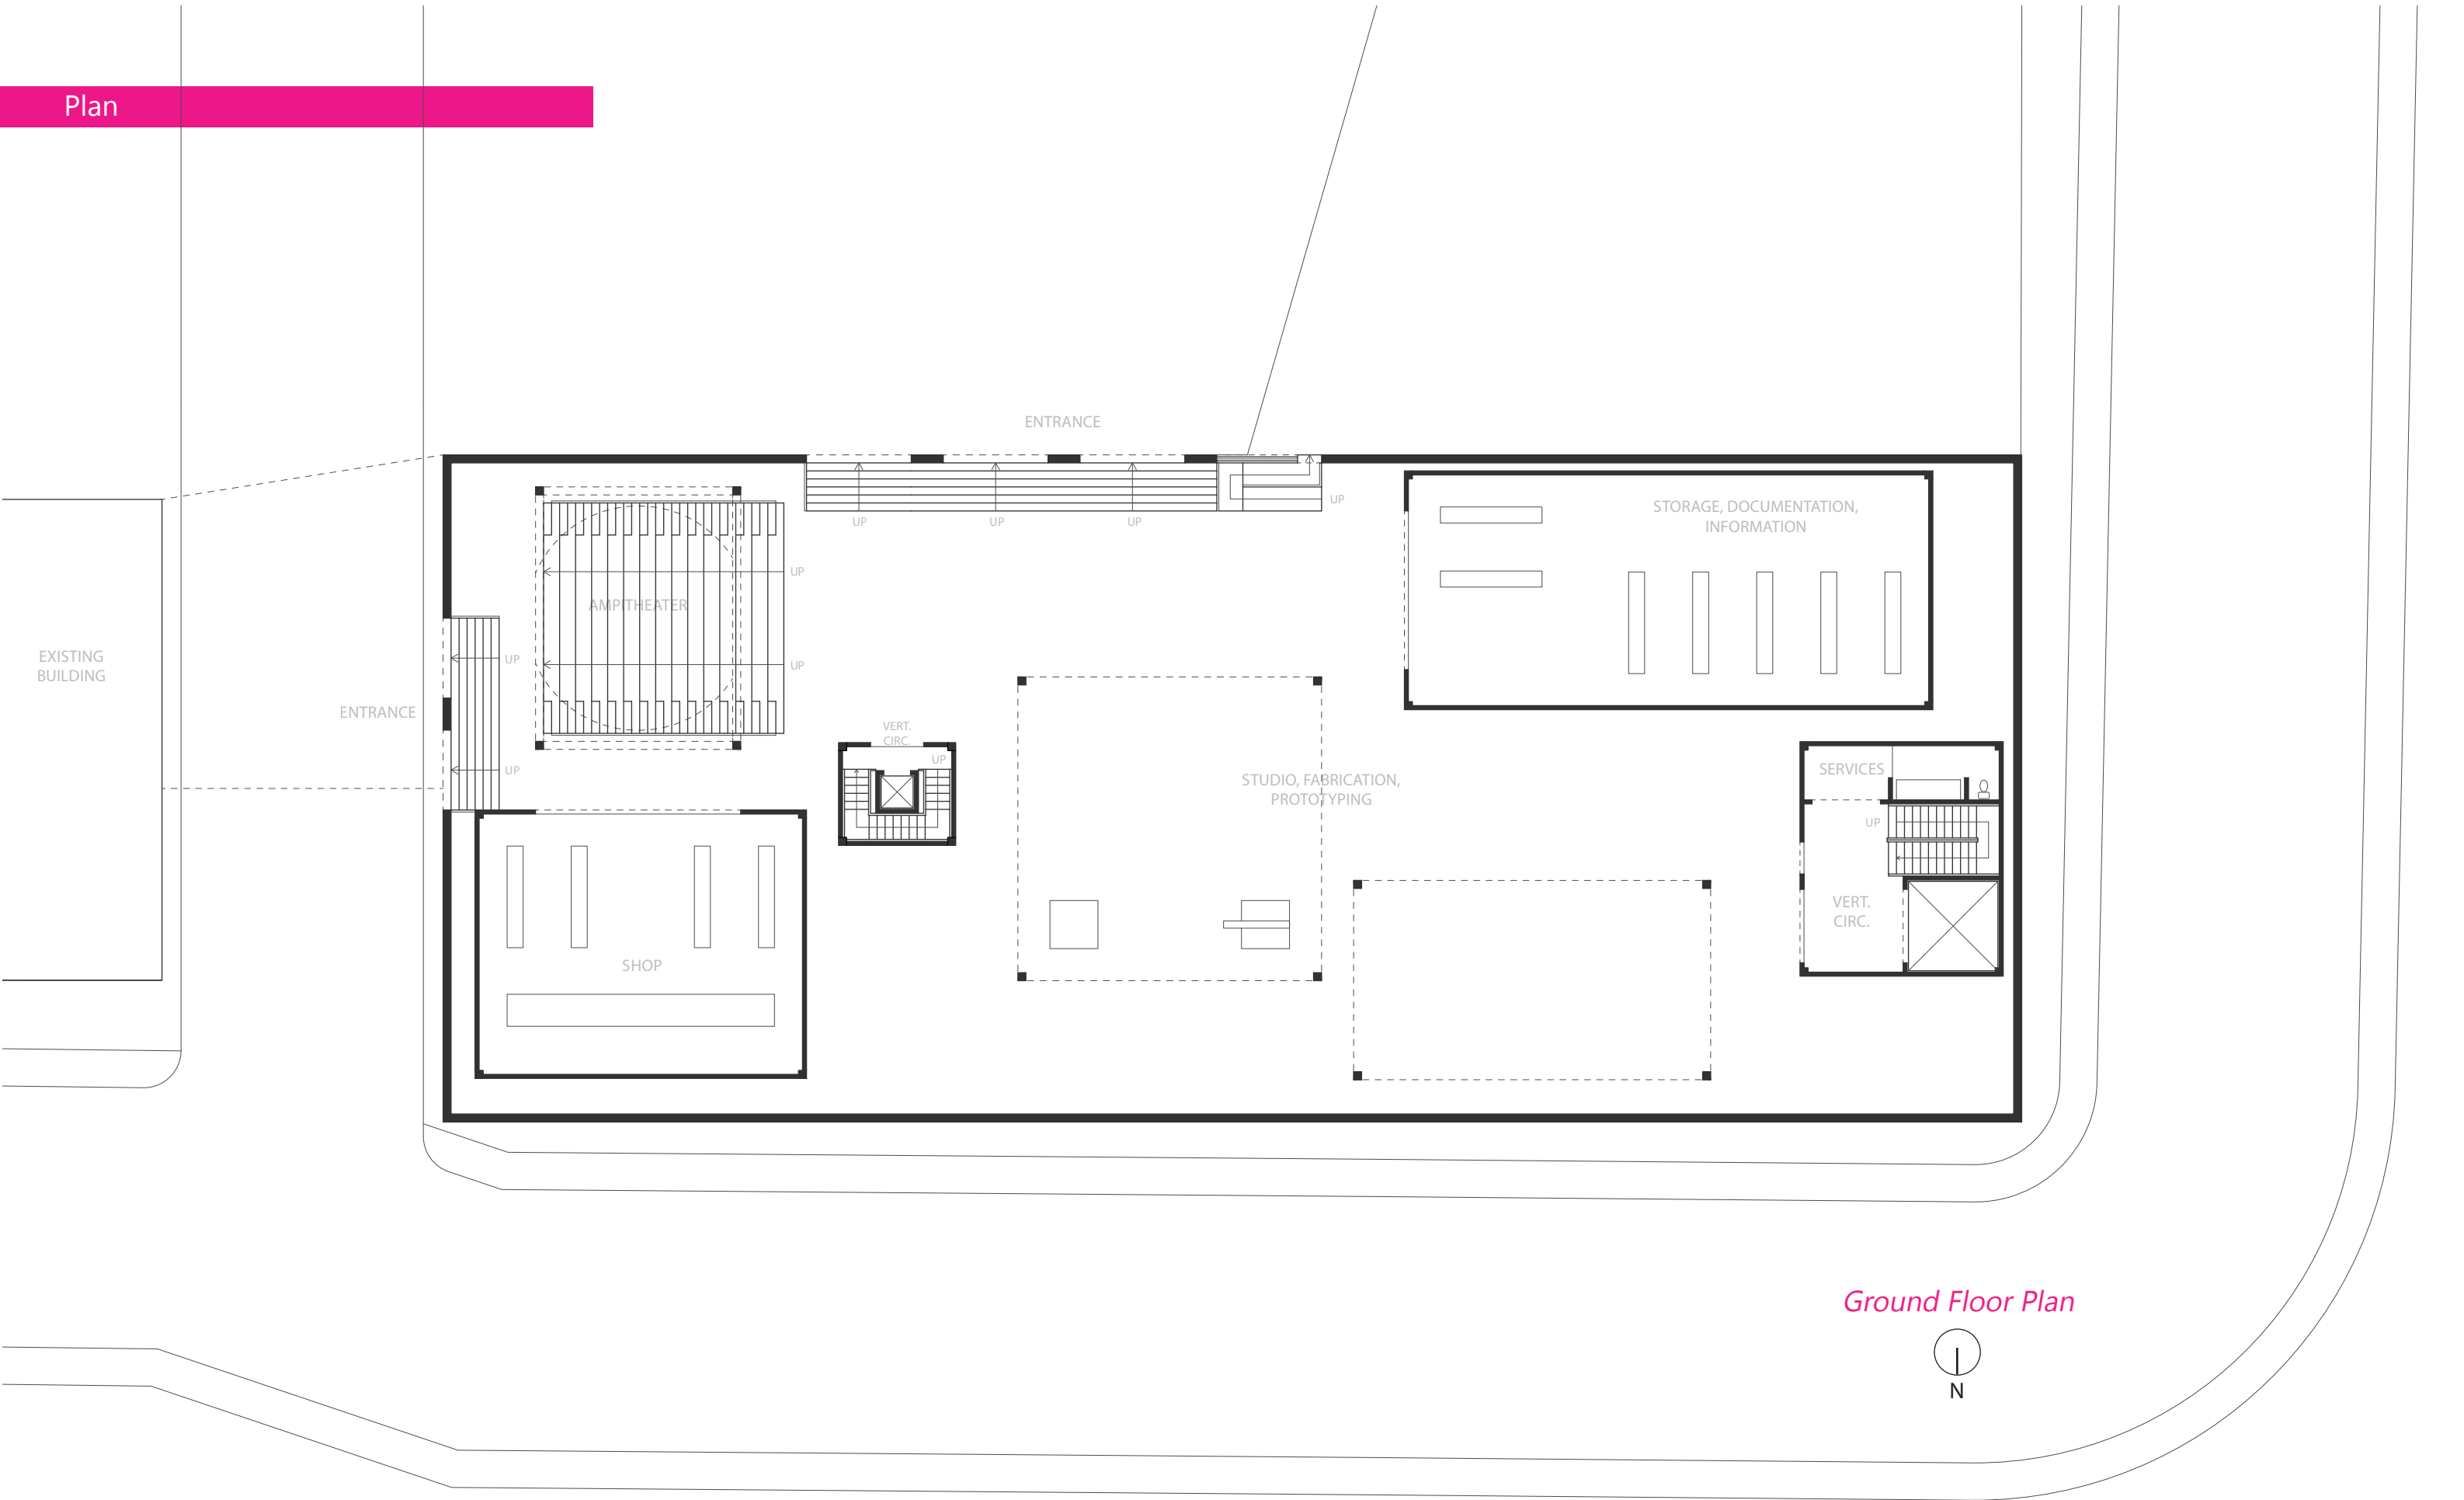 Plan
ENTRANCE
STORAGE, DOCUMENTATION,
INFORMATION
UP
UP
UP
UP
UP
AMPITHEATER
EXISTING
BUILDING
UP
UP
ENTRANCE
VERT.
CIRC.
UP
UP
STUDIO, FABRICATION,
PROTOTYPING
SERVICES
UP
VERT.
CIRC.
SHOP
Ground Floor Plan
N